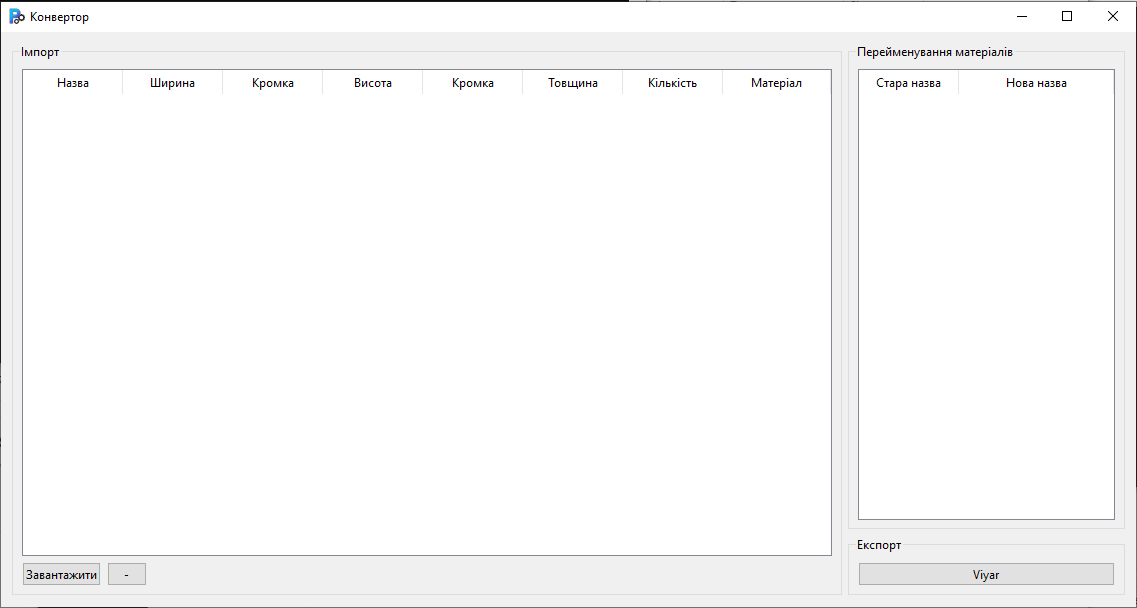 Конвертор
Імпорт
Назва Ширина Кромка Висота Кромка Товщина Кількість Матеріал
Завантажити -
Перейменування матеріалів
Стара назва Нова назва
Експорт
Viyar